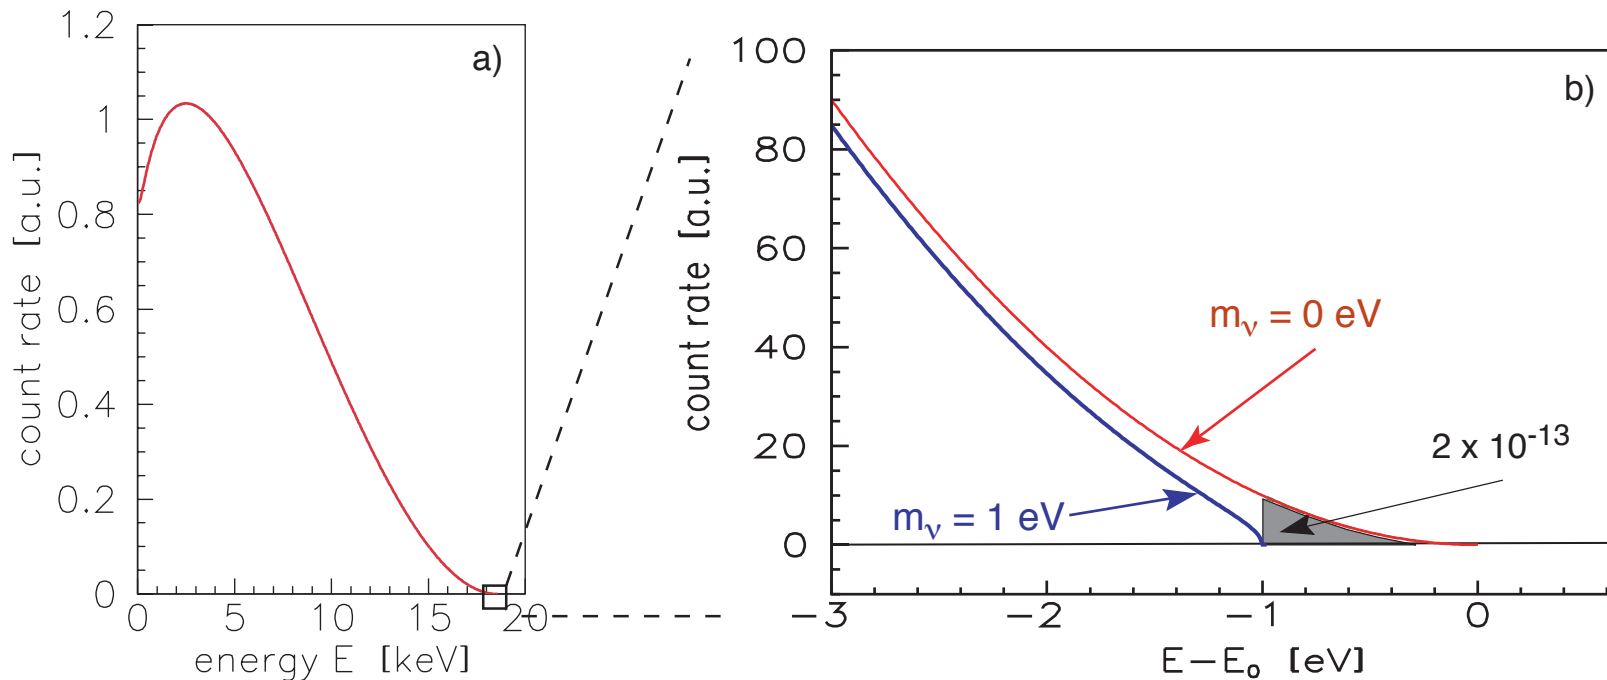 a)
1.2
1
0.8
0.6
0.4
0.2
0
count rate [a.u.]
0 5 10 15 20
energy E [keV]
b)
100
80
60
40
20
0
count rate [a.u.]
mν = 0 eV
2 x 10⁻¹³
mν = 1 eV
−3 −2 −1 0
E−E₀ [eV]